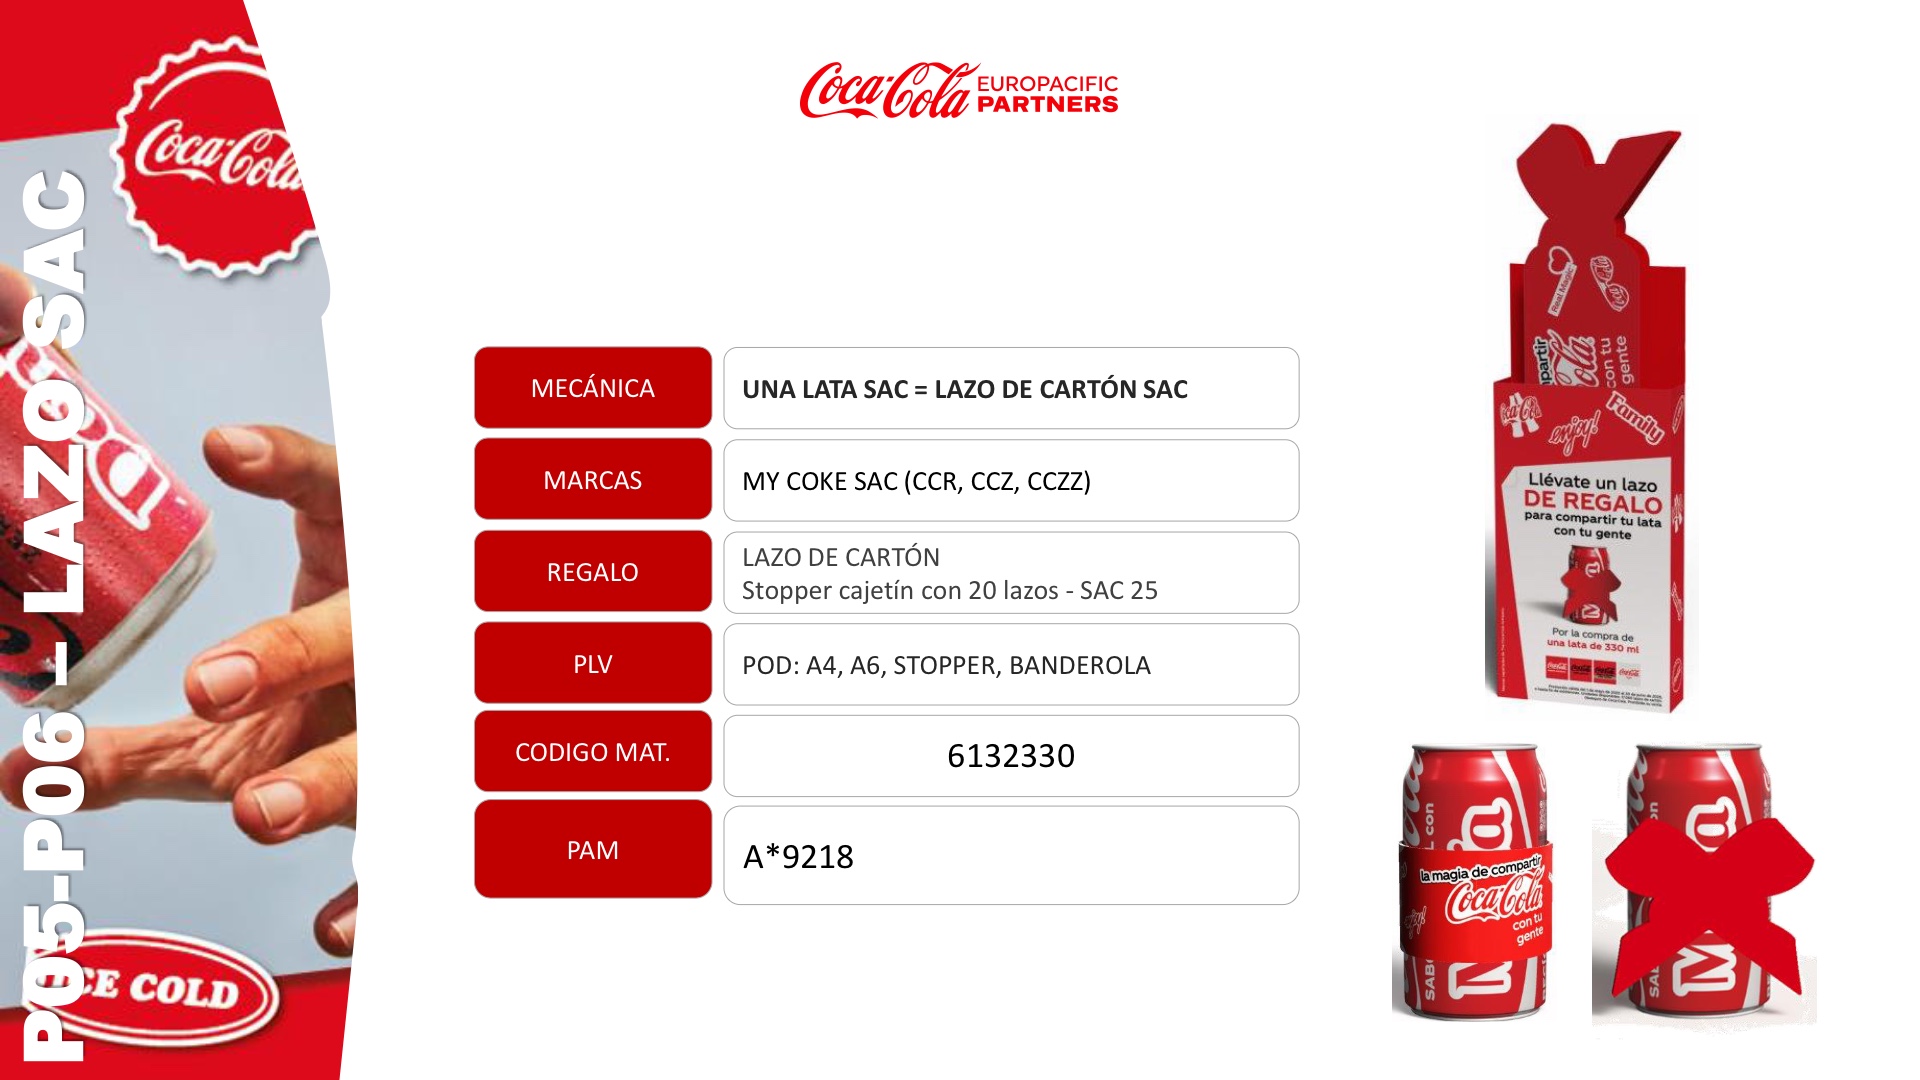 P05-P06 – LAZO SAC
Coca-Cola
ICE COLD
Coca-Cola EUROPACIFIC
PARTNERS
MECÁNICA
UNA LATA SAC = LAZO DE CARTÓN SAC
MARCAS
MY COKE SAC (CCR, CCZ, CCZZ)
REGALO
LAZO DE CARTÓN
Stopper cajetín con 20 lazos - SAC 25
PLV
POD: A4, A6, STOPPER, BANDEROLA
CODIGO MAT.
6132330
PAM
A*9218
Real Magic
con tu
gente
Coca-Cola
enjoy!
Family
Llévate un lazo
DE REGALO
para compartir tu lata
con tu gente
Por la compra de
una lata de 330 ml
la magia de compartir
Coca-Cola
enjoy!
con tu
gente